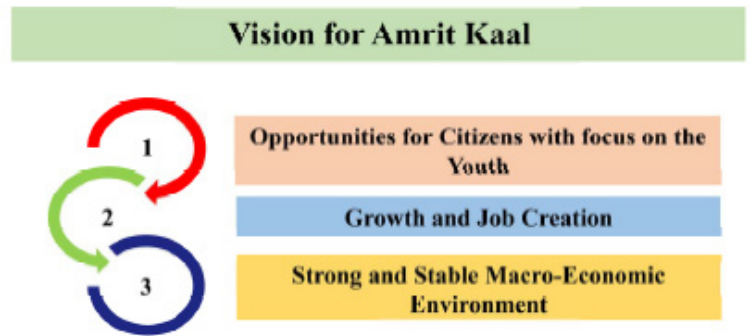 Vision for Amrit Kaal
1
Opportunities for Citizens with focus on the
Youth
2
Growth and Job Creation
3
Strong and Stable Macro-Economic
Environment